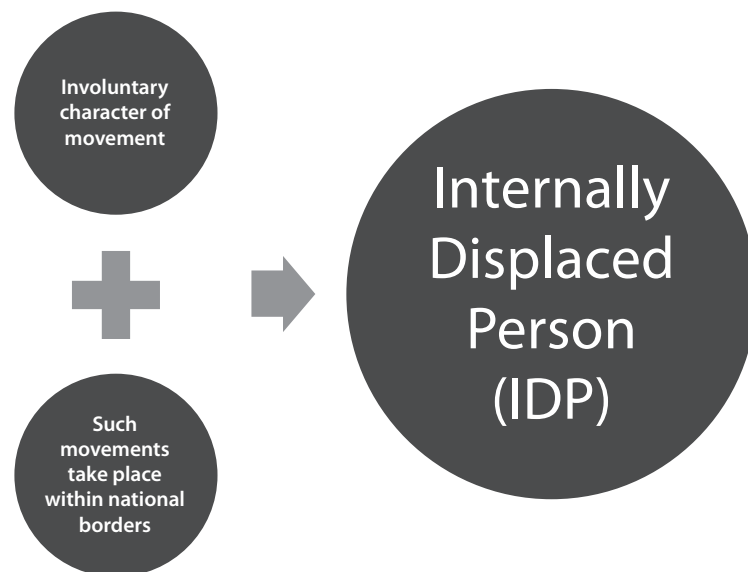 Involuntary
character of
movement
Such
movements
take place
within national
borders
Internally
Displaced
Person
(IDP)